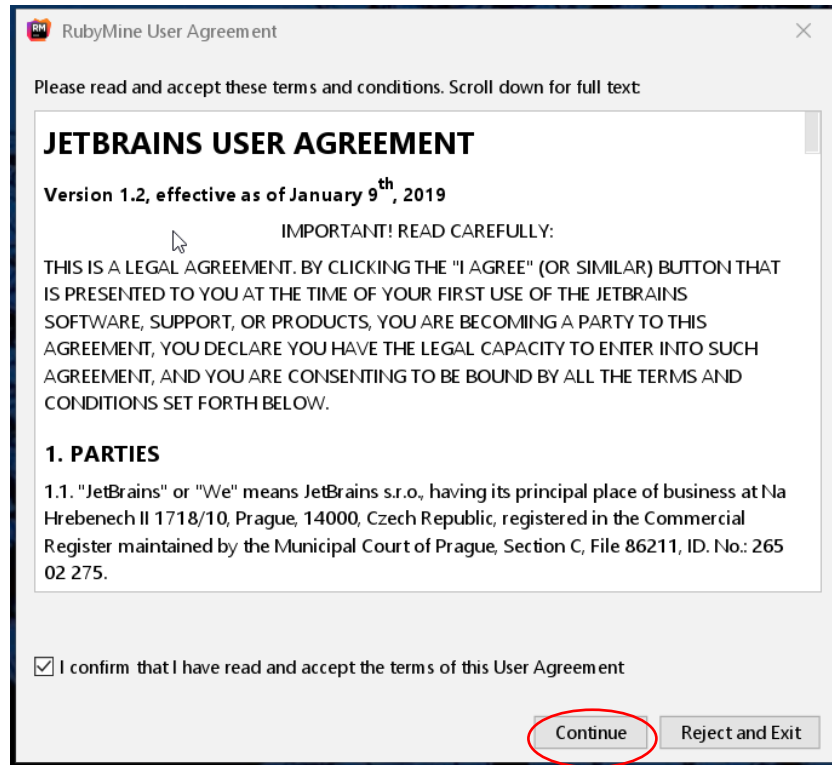 RM
RubyMine User Agreement
Please read and accept these terms and conditions. Scroll down for full text:
JETBRAINS USER AGREEMENT
Version 1.2, effective as of January 9th, 2019
IMPORTANT! READ CAREFULLY:
THIS IS A LEGAL AGREEMENT. BY CLICKING THE "I AGREE" (OR SIMILAR) BUTTON THAT
IS PRESENTED TO YOU AT THE TIME OF YOUR FIRST USE OF THE JETBRAINS
SOFTWARE, SUPPORT, OR PRODUCTS, YOU ARE BECOMING A PARTY TO THIS
AGREEMENT, YOU DECLARE YOU HAVE THE LEGAL CAPACITY TO ENTER INTO SUCH
AGREEMENT, AND YOU ARE CONSENTING TO BE BOUND BY ALL THE TERMS AND
CONDITIONS SET FORTH BELOW.
1. PARTIES
1.1. "JetBrains" or "We" means JetBrains s.r.o., having its principal place of business at Na
Hrebenech II 1718/10, Prague, 14000, Czech Republic, registered in the Commercial
Register maintained by the Municipal Court of Prague, Section C, File 86211, ID. No.: 265
02 275.
I confirm that I have read and accept the terms of this User Agreement
Continue Reject and Exit